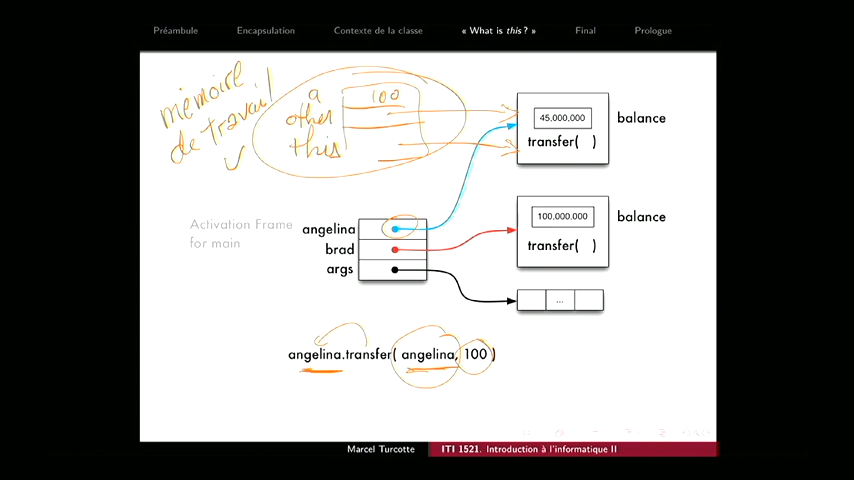 Préambule Encapsulation Contexte de la classe « What is this ? » Final Prologue
mémoire
de travail
a 100
other
this
45,000,000 balance
transfer( )
100,000,000 balance
transfer( )
Activation Frame
for main
angelina
brad
args
...
angelina.transfer( angelina, 100 )
Marcel Turcotte ITI 1521. Introduction à l'informatique II